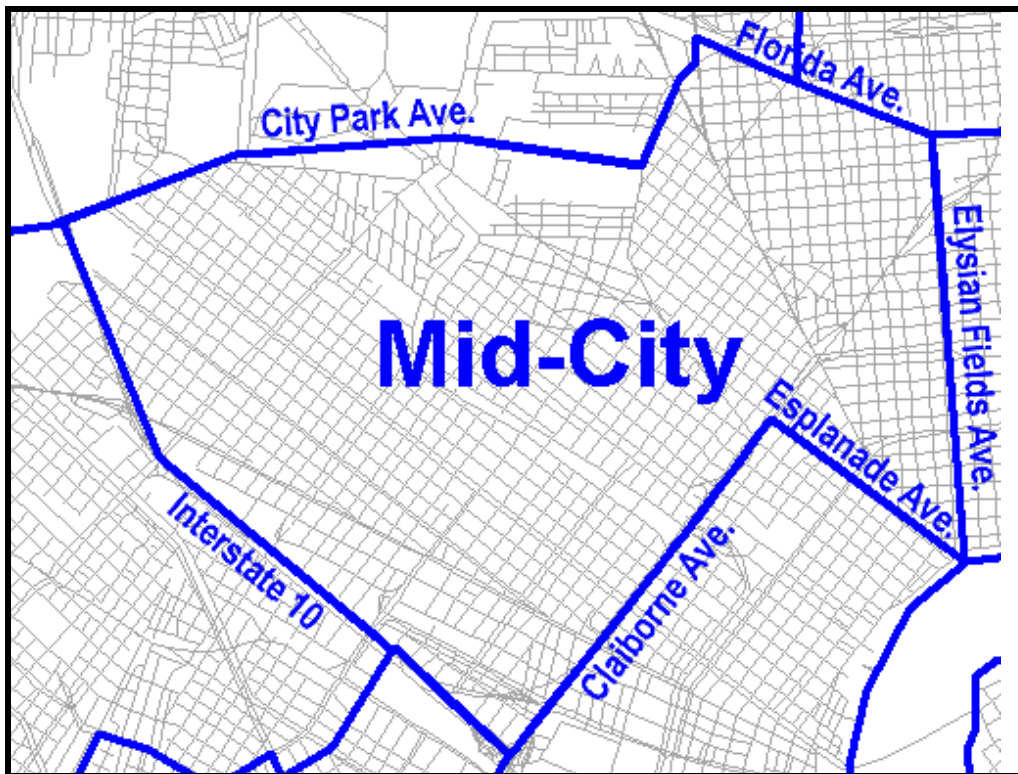 Florida Ave.
City Park Ave.
Elysian Fields Ave.
Mid-City
Esplanade Ave.
Interstate 10
Claiborne Ave.